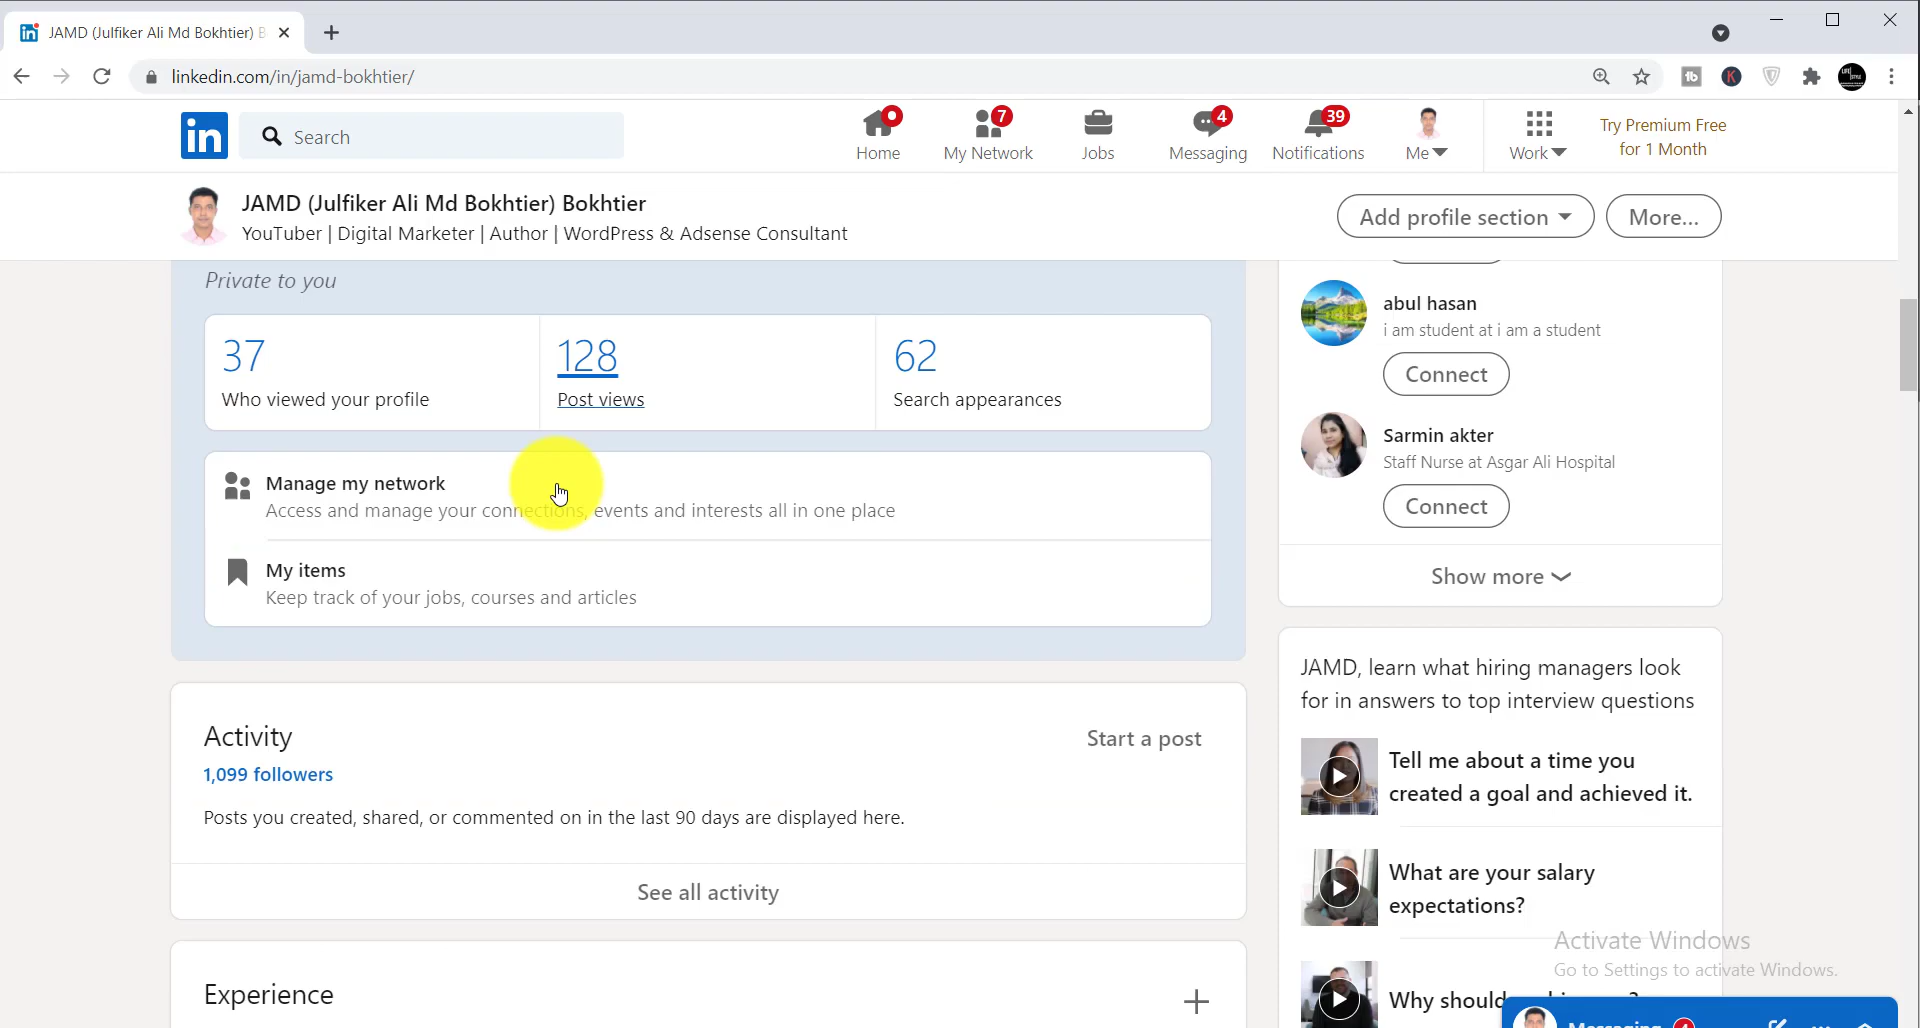 JAMD (Julfiker Ali Md Bokhtier) B
linkedin.com/in/jamd-bokhtier/
in
Search
7
4
39
Home
My Network
Jobs
Messaging
Notifications
Me
Work
Try Premium Free
for 1 Month
JAMD (Julfiker Ali Md Bokhtier) Bokhtier
YouTuber | Digital Marketer | Author | WordPress & Adsense Consultant
Add profile section
More...
Private to you
37
Who viewed your profile
128
Post views
62
Search appearances
Manage my network
Access and manage your connections, events and interests all in one place
My items
Keep track of your jobs, courses and articles
Activity
Start a post
1,099 followers
Posts you created, shared, or commented on in the last 90 days are displayed here.
See all activity
Experience
abul hasan
i am student at i am a student
Connect
Sarmin akter
Staff Nurse at Asgar Ali Hospital
Connect
Show more
JAMD, learn what hiring managers look
for in answers to top interview questions
Tell me about a time you
created a goal and achieved it.
What are your salary
expectations?
Why should
Activate Windows
Go to Settings to activate Windows.
Messaging
4